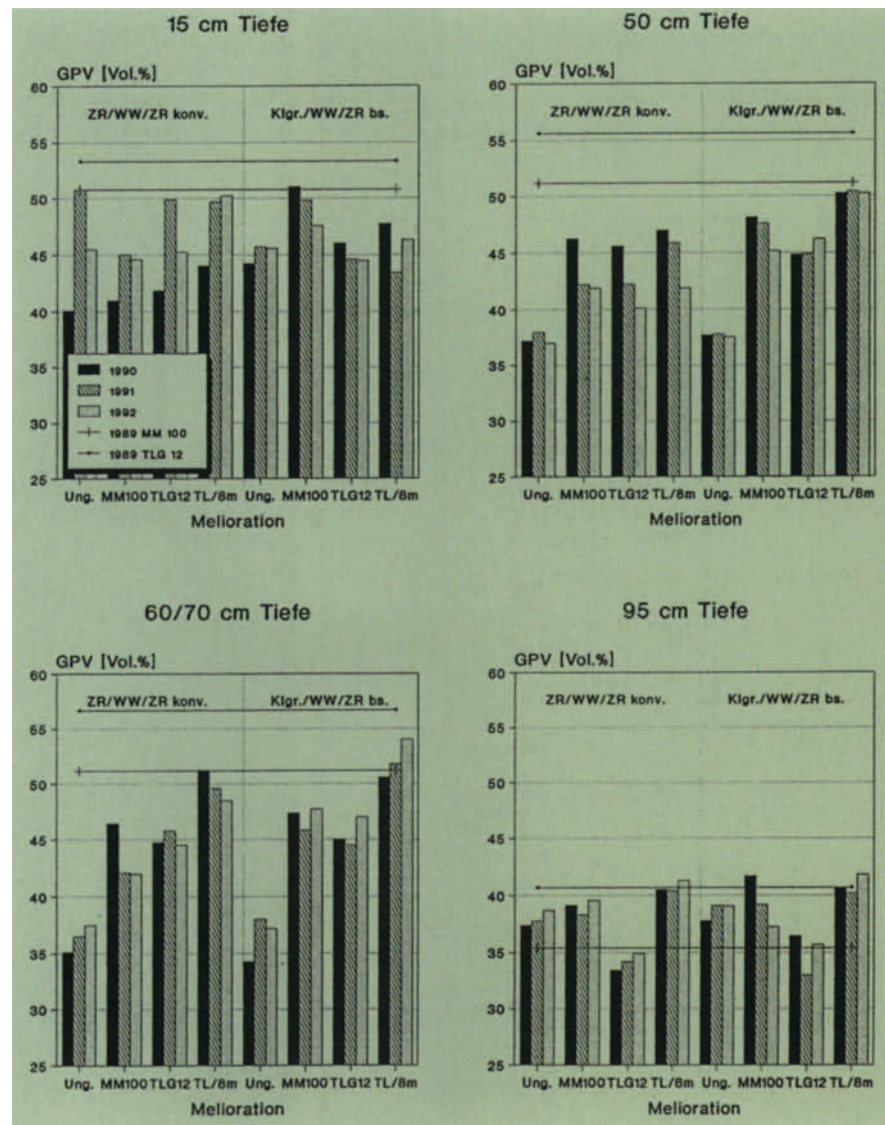 15 cm Tiefe
GPV [Vol.%]
60
55
50
45
40
35
30
25
ZR/WW/ZR konv.
Klgr./WW/ZR bs.
1990
1991
1992
1989 MM 100
1989 TLG 12
Ung. MM100 TLG12 TL/8m Ung. MM100 TLG12 TL/8m
Melioration
50 cm Tiefe
GPV [Vol.%]
60
55
50
45
40
35
30
25
ZR/WW/ZR konv.
Klgr./WW/ZR bs.
Ung. MM100 TLG12 TL/8m Ung. MM100 TLG12 TL/8m
Melioration
60/70 cm Tiefe
GPV [Vol.%]
60
55
50
45
40
35
30
25
ZR/WW/ZR konv.
Klgr./WW/ZR bs.
Ung. MM100 TLG12 TL/8m Ung. MM100 TLG12 TL/8m
Melioration
95 cm Tiefe
GPV [Vol.%]
60
55
50
45
40
35
30
25
ZR/WW/ZR konv.
Klgr./WW/ZR bs.
Ung. MM100 TLG12 TL/8m Ung. MM100 TLG12 TL/8m
Melioration